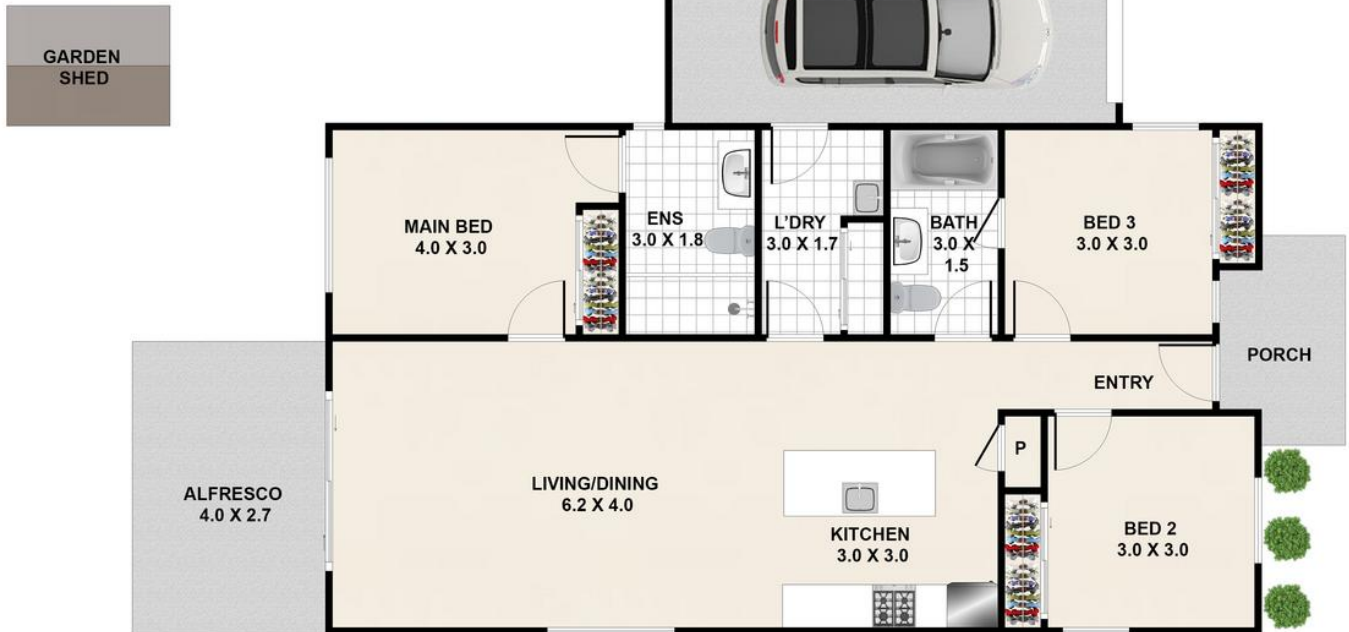 GARDEN
SHED
MAIN BED
4.0 X 3.0
ENS
3.0 X 1.8
L'DRY
3.0 X 1.7
BATH
3.0 X
1.5
BED 3
3.0 X 3.0
PORCH
ENTRY
ALFRESCO
4.0 X 2.7
LIVING/DINING
6.2 X 4.0
KITCHEN
3.0 X 3.0
P
BED 2
3.0 X 3.0